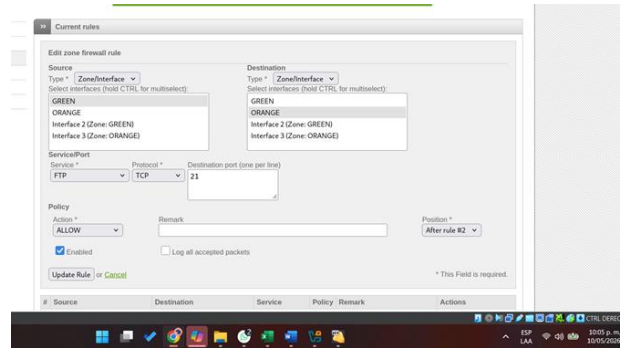 Current rules
Edit zone firewall rule
Source Destination
Type * Zone/Interface Type * Zone/Interface
Select interfaces (hold CTRL for multiselect): Select interfaces (hold CTRL for multiselect):
GREEN GREEN
ORANGE ORANGE
Interface 2 (Zone: GREEN) Interface 2 (Zone: GREEN)
Interface 3 (Zone: ORANGE) Interface 3 (Zone: ORANGE)
Service/Port
Service * Protocol * Destination port (one per line)
FTP TCP 21
Policy
Action * Remark Position *
ALLOW After rule #2
Enabled Log all accepted packets
Update Rule or Cancel * This Field is required.
# Source Destination Service Policy Remark Actions
CTRL DEREC
ESP 10:05 p. m.
LAA 10/05/2026